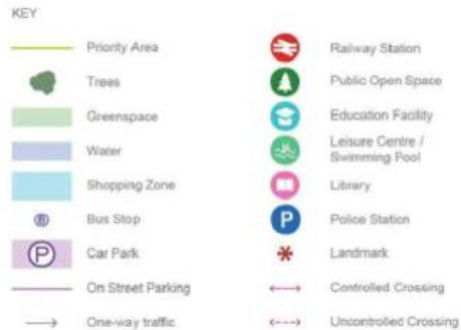 KEY
Priority Area
Trees
Greenspace
Water
Shopping Zone
B
Bus Stop
P
Car Park
On Street Parking
One-way traffic
Railway Station
Public Open Space
Education Facility
Leisure Centre /
Swimming Pool
Library
P
Police Station
Landmark
Controlled Crossing
Uncontrolled Crossing